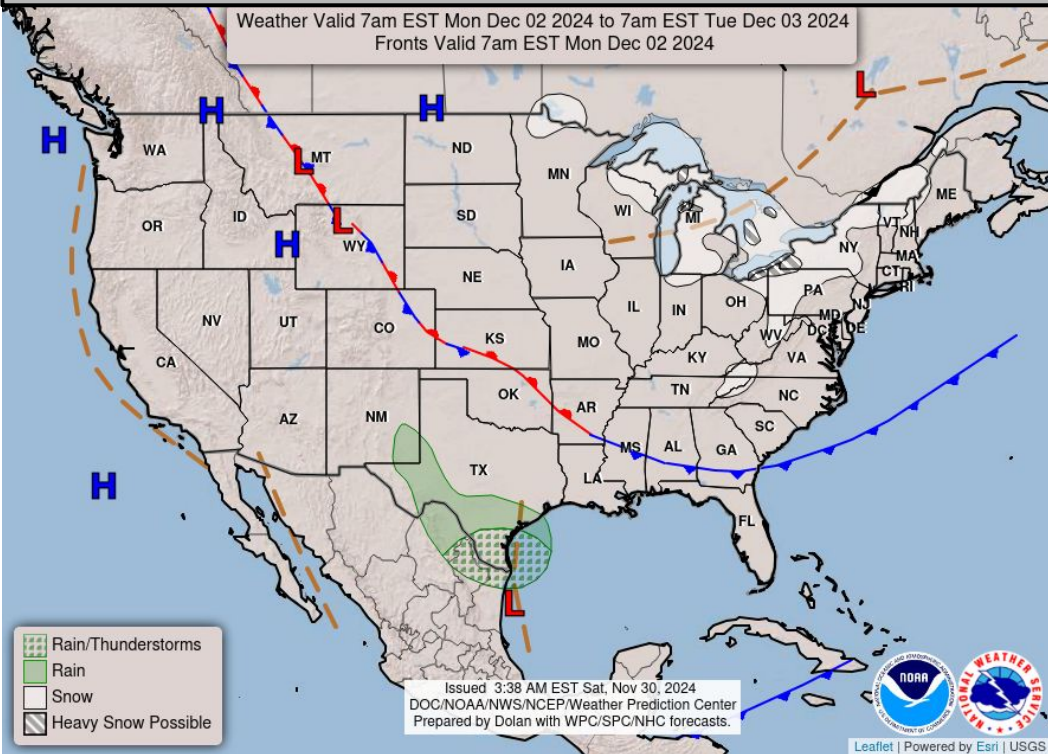 Weather Valid 7am EST Mon Dec 02 2024 to 7am EST Tue Dec 03 2024
Fronts Valid 7am EST Mon Dec 02 2024
L
H
H
H
WA
MT
L
ND
MN
ME
OR
ID
SD
WI
MI
VT
NH
L
H
WY
NY
MA
CT
RI
IA
NE
PA
NJ
OH
IL
IN
MD
DC
DE
NV
UT
CO
KS
MO
WV
VA
KY
CA
OK
TN
NC
AR
AZ
NM
SC
MS
AL
GA
TX
LA
H
FL
L
Rain/Thunderstorms
Rain
Snow
Heavy Snow Possible
Issued 3:38 AM EST Sat, Nov 30, 2024
DOC/NOAA/NWS/NCEP/Weather Prediction Center
Prepared by Dolan with WPC/SPC/NHC forecasts.
NOAA
NATIONAL WEATHER SERVICE
Leaflet | Powered by Esri | USGS